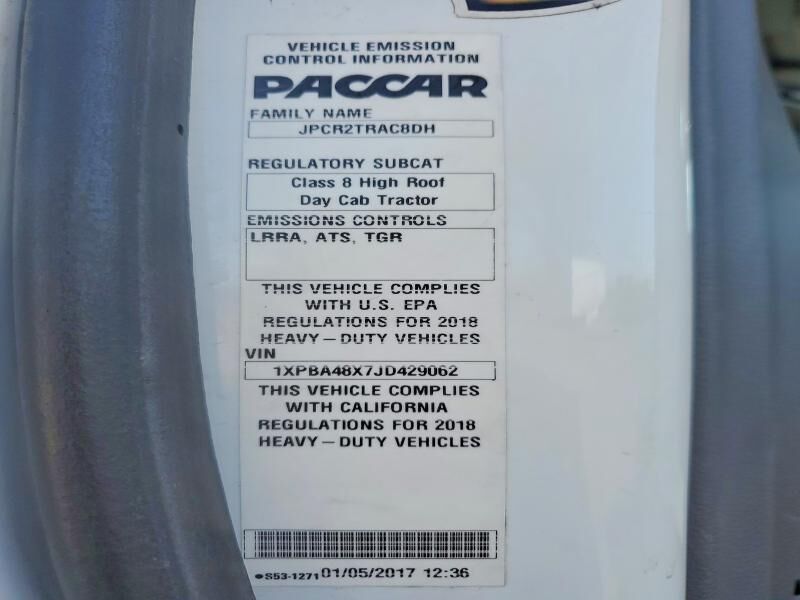 VEHICLE EMISSION
CONTROL INFORMATION
PACCAR
FAMILY NAME
JPCR2TRAC8DH
REGULATORY SUBCAT
Class 8 High Roof
Day Cab Tractor
EMISSIONS CONTROLS
LRRA, ATS, TGR
THIS VEHICLE COMPLIES
WITH U.S. EPA
REGULATIONS FOR 2018
HEAVY-DUTY VEHICLES
VIN
1XPBA48X7JD429062
THIS VEHICLE COMPLIES
WITH CALIFORNIA
REGULATIONS FOR 2018
HEAVY-DUTY VEHICLES
●S53-1271 01/05/2017 12:36